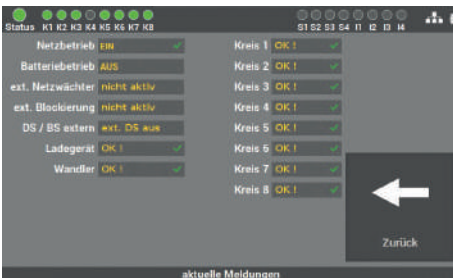 Status K1 K2 K3 K4 K5 K6 K7 K8 S1 S2 S3 S4 I1 I2 I3 I4
Netzbetrieb EIN
Batteriebetrieb AUS
ext. Netzwächter nicht aktiv
ext. Blockierung nicht aktiv
DS / BS extern ext. DS aus
Ladegerät OK !
Wandler OK !
Kreis 1 OK !
Kreis 2 OK !
Kreis 3 OK !
Kreis 4 OK !
Kreis 5 OK !
Kreis 6 OK !
Kreis 7 OK !
Kreis 8 OK !
Zurück
aktuelle Meldungen